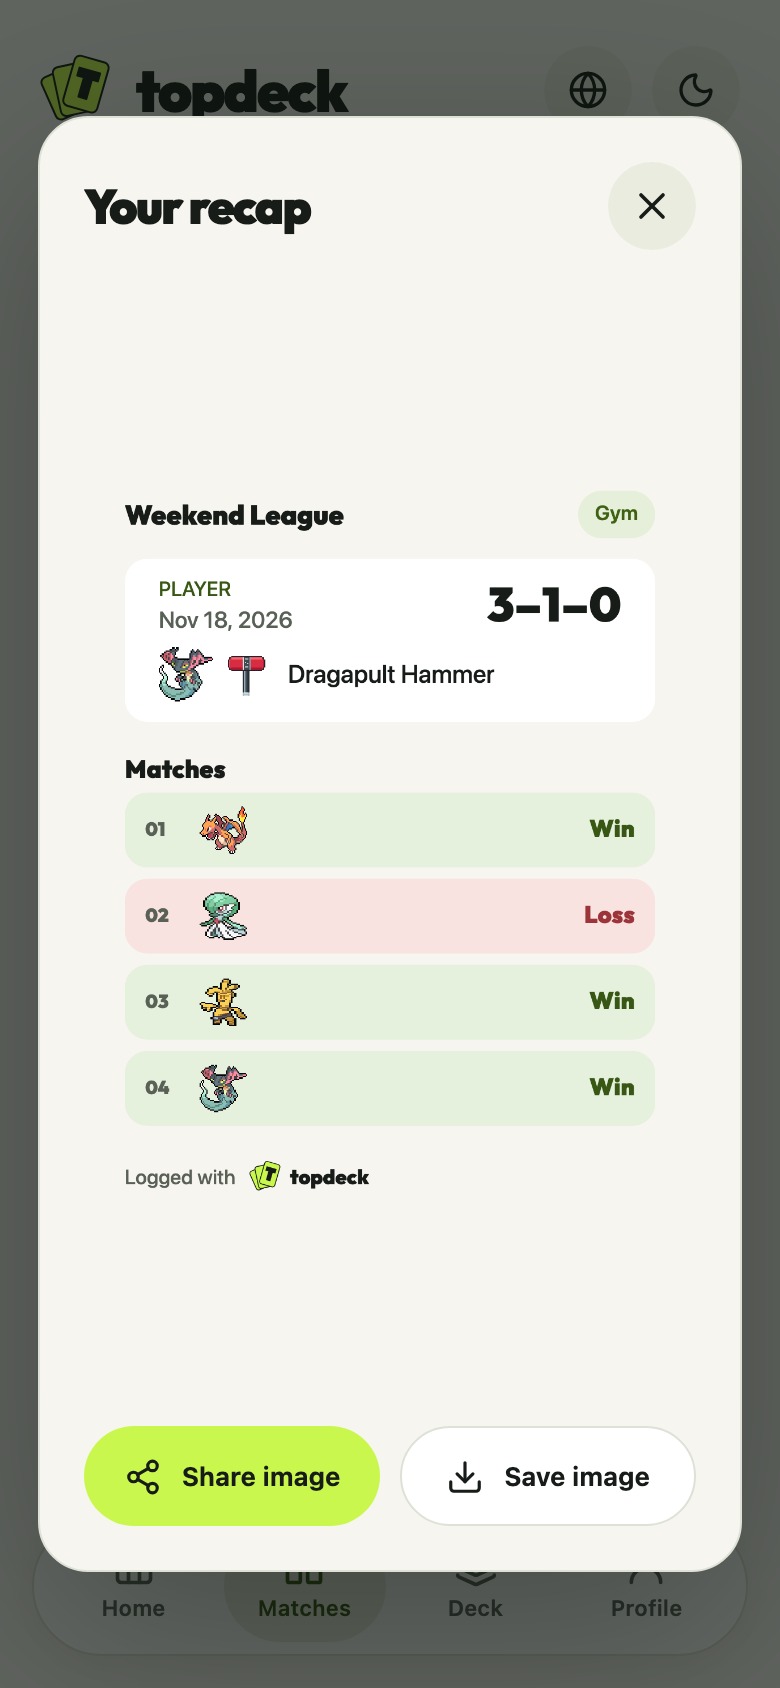 topdeck
Your recap
Weekend League
Gym
PLAYER
3–1–0
Nov 18, 2026
Dragapult Hammer
Matches
01 Win
02 Loss
03 Win
04 Win
Logged with T topdeck
Share image
Save image
Home
Matches
Deck
Profile